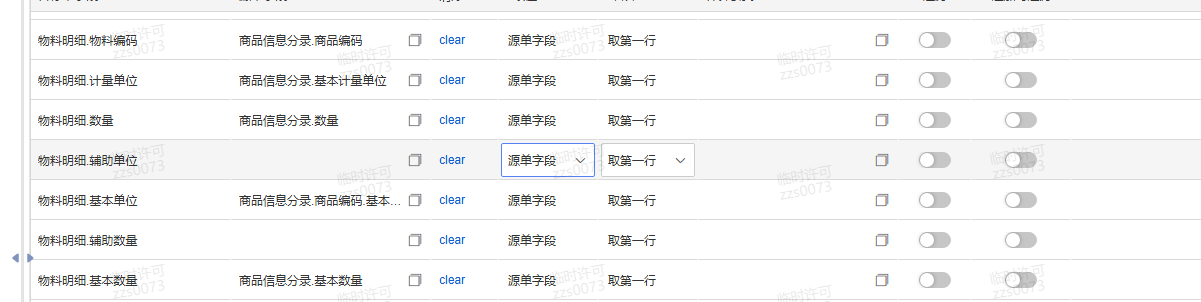 物料明细.物料编码 商品信息分录.商品编码 clear 源单字段 取第一行
物料明细.计量单位 商品信息分录.基本计量单位 clear 源单字段 取第一行
物料明细.数量 商品信息分录.数量 clear 源单字段 取第一行
物料明细.辅助单位 clear 源单字段 取第一行
物料明细.基本单位 商品信息分录.商品编码.基本... clear 源单字段 取第一行
物料明细.辅助数量 clear 源单字段 取第一行
物料明细.基本数量 商品信息分录.基本数量 clear 源单字段 取第一行
临时许可
zzs0073